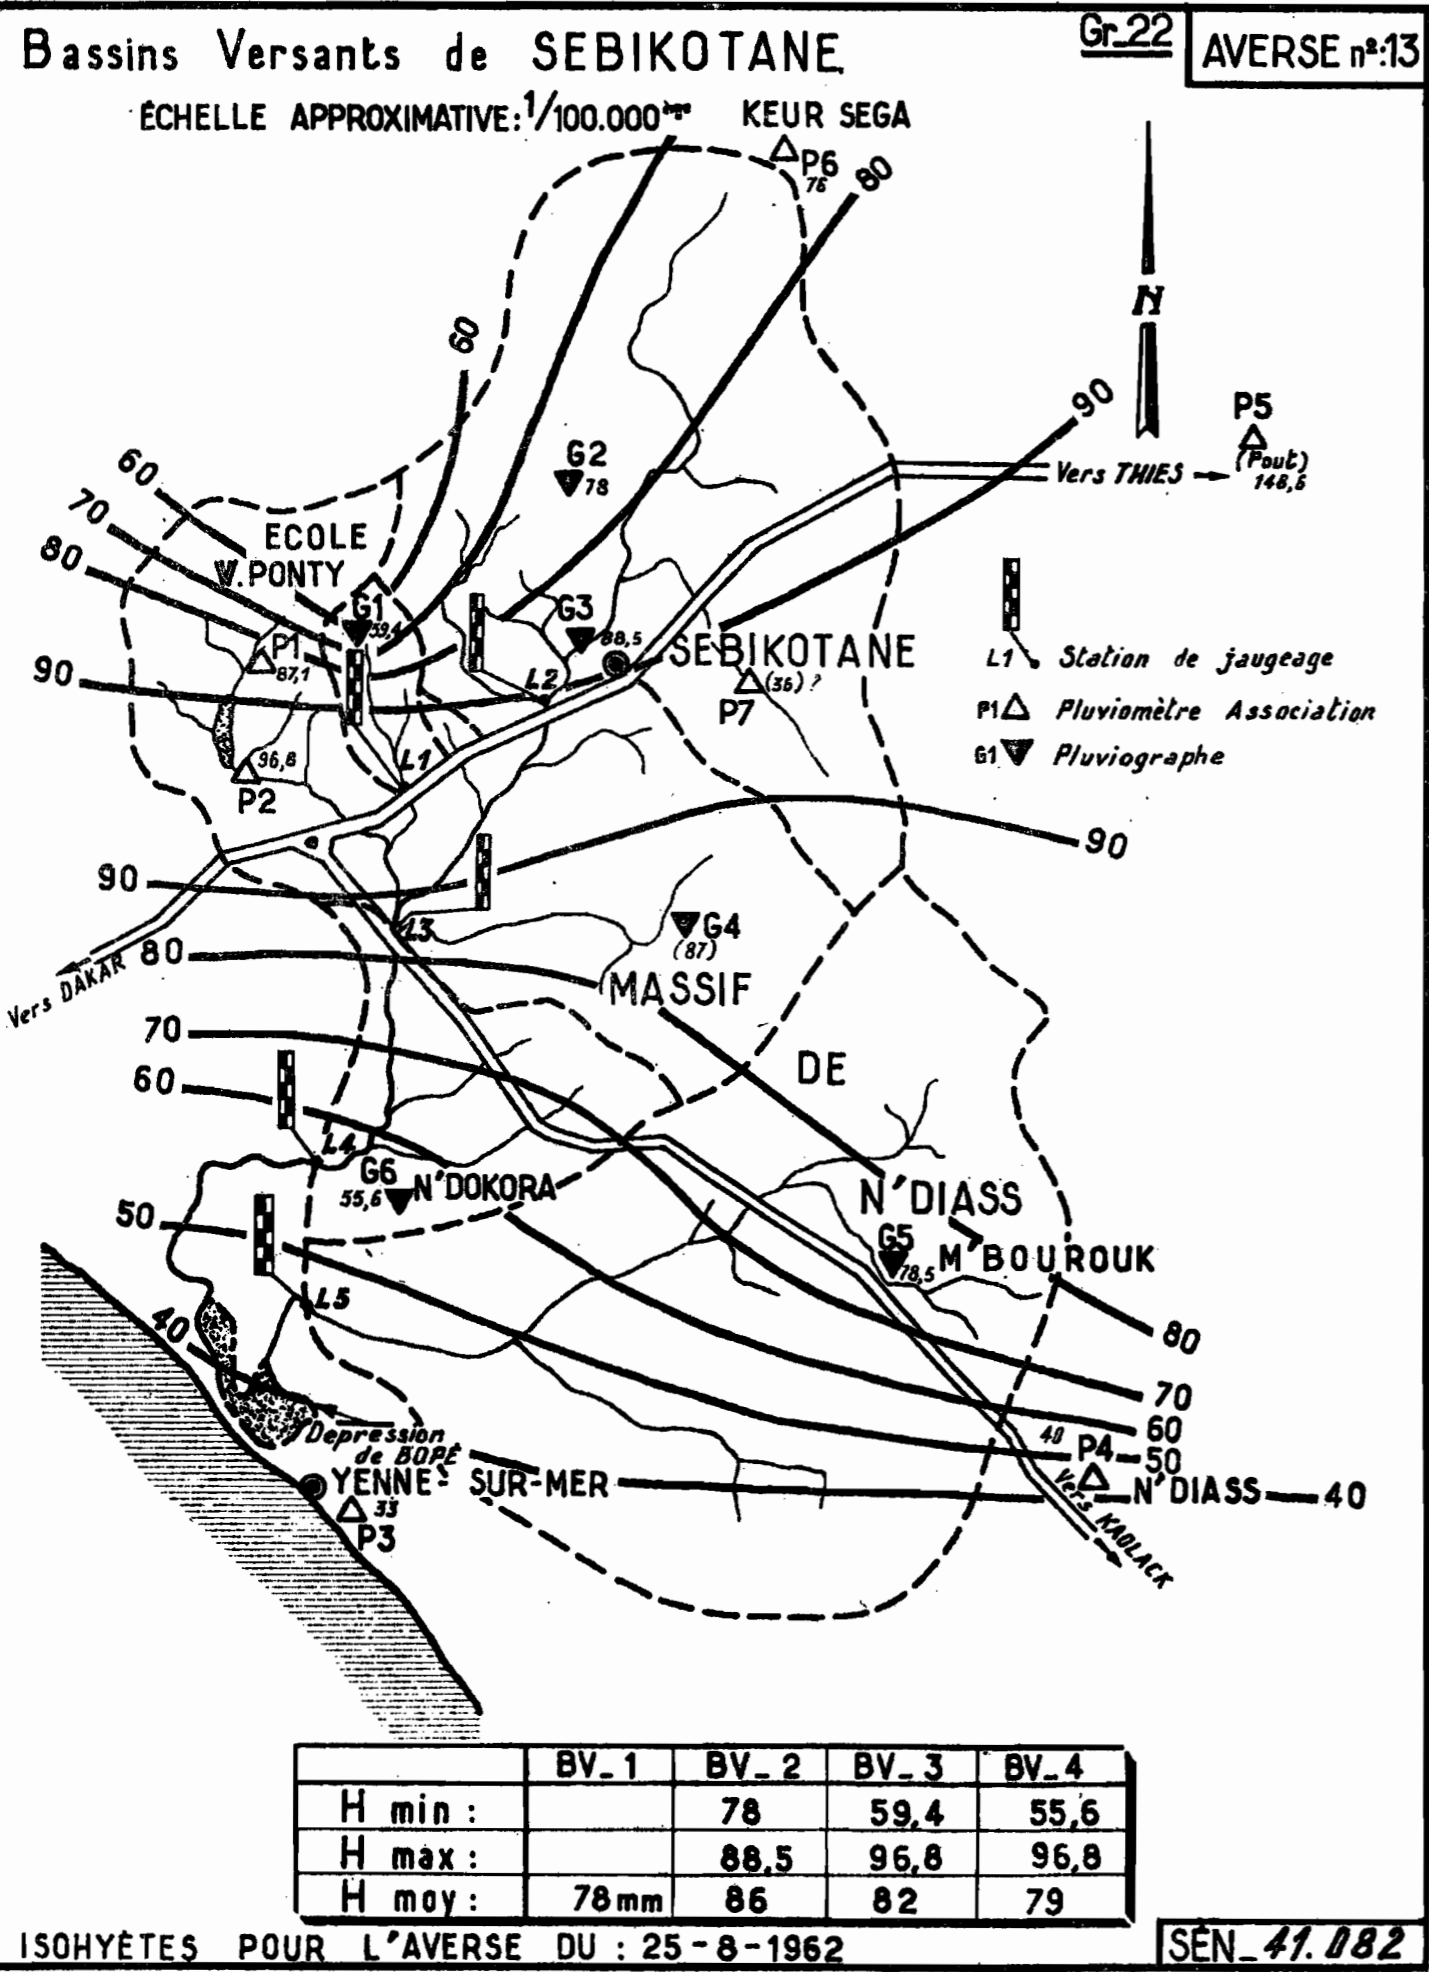 Gr_22
Bassins Versants de SEBIKOTANE
AVERSE nº:13
ÉCHELLE APPROXIMATIVE: 1/100.000
KEUR SEGA
P6
76
80
N
60
90
P5
(Pout)
148,6
Vers THIES
G2
78
60
70
80
ECOLE
W. PONTY
G1
59,4
G3
88,5
P1
87,1
SEBIKOTANE
L1 Station de jaugeage
90
L2
(36)?
P7
P1 Pluviomètre Association
G1 Pluviographe
96,8
P2
L1
90
90
G4
(87)
L3
80
Vers DAKAR
MASSIF
70
DE
60
L4
G6
55,6
N'DOKORA
N'DIASS
50
G5
78,5
M'BOUROUK
L5
40
80
70
60
Depression
de BOPÉ
40
P4
50
YENNE-SUR-MER
N'DIASS
40
33
P3
Vers KAOLACK
BV_1 BV_2 BV_3 BV_4
H min : 78 59,4 55,6
H max : 88,5 96,8 96,8
H moy : 78mm 86 82 79
ISOHYÈTES POUR L'AVERSE DU : 25-8-1962
SÉN_41.082